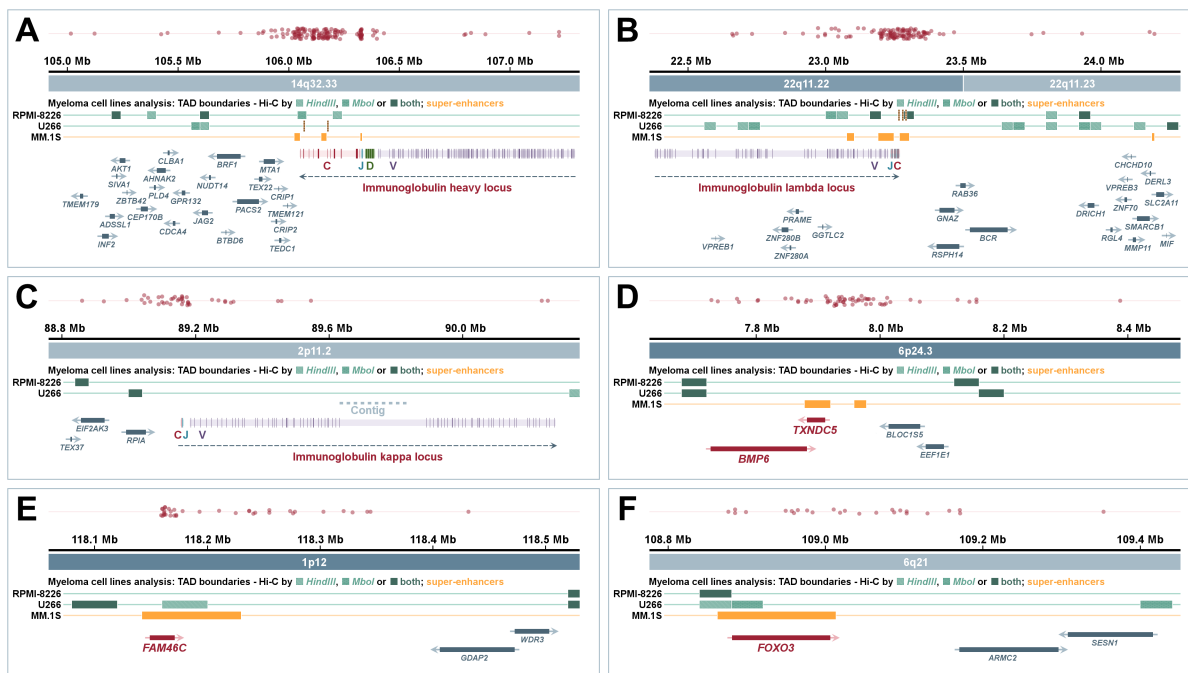 A
105.0 Mb 105.5 Mb 106.0 Mb 106.5 Mb 107.0 Mb
14q32.33
Myeloma cell lines analysis: TAD boundaries - Hi-C by HindIII, MboI or both; super-enhancers
RPMI-8226
U266
MM.1S
C J D V
Immunoglobulin heavy locus
CLBA1 BRF1 MTA1
AKT1 AHNAK2
SIVA1 NUDT14 TEX22
ZBTB42 PLD4 GPR132 CRIP1
TMEM179 PACS2 TMEM121
CEP170B
ADSSL1 JAG2 CRIP2
CDCA4 BTBD6
INF2 TEDC1
B
22.5 Mb 23.0 Mb 23.5 Mb 24.0 Mb
22q11.22 22q11.23
Myeloma cell lines analysis: TAD boundaries - Hi-C by HindIII, MboI or both; super-enhancers
RPMI-8226
U266
MM.1S
V J C
Immunoglobulin lambda locus
CHCHD10
DERL3
RAB36 VPREB3
SLC2A11
PRAME GNAZ DRICH1 ZNF70
GGTLC2 SMARCB1
ZNF280B BCR RGL4 MIF
VPREB1 MMP11
ZNF280A RSPH14
C
88.8 Mb 89.2 Mb 89.6 Mb 90.0 Mb
2p11.2
Myeloma cell lines analysis: TAD boundaries - Hi-C by HindIII, MboI or both; super-enhancers
RPMI-8226
U266
Contig
EIF2AK3
C J V
TEX37 RPIA
Immunoglobulin kappa locus
D
7.8 Mb 8.0 Mb 8.2 Mb 8.4 Mb
6p24.3
Myeloma cell lines analysis: TAD boundaries - Hi-C by HindIII, MboI or both; super-enhancers
RPMI-8226
U266
MM.1S
TXNDC5
BLOC1S5
BMP6 EEF1E1
E
118.1 Mb 118.2 Mb 118.3 Mb 118.4 Mb 118.5 Mb
1p12
Myeloma cell lines analysis: TAD boundaries - Hi-C by HindIII, MboI or both; super-enhancers
RPMI-8226
U266
MM.1S
FAM46C WDR3
GDAP2
F
108.8 Mb 109.0 Mb 109.2 Mb 109.4 Mb
6q21
Myeloma cell lines analysis: TAD boundaries - Hi-C by HindIII, MboI or both; super-enhancers
RPMI-8226
U266
MM.1S
FOXO3 SESN1
ARMC2